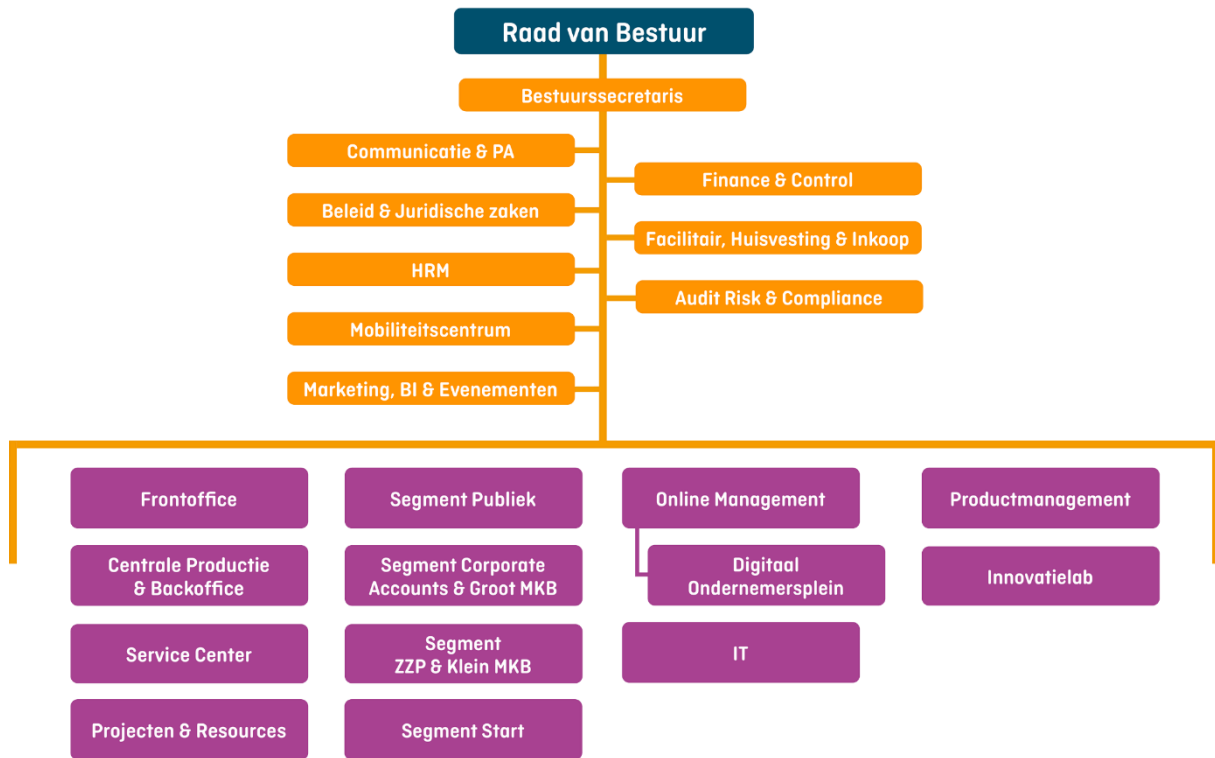 Raad van Bestuur
Bestuurssecretaris
Communicatie & PA
Finance & Control
Beleid & Juridische zaken
Facilitair, Huisvesting & Inkoop
HRM
Audit Risk & Compliance
Mobiliteitscentrum
Marketing, BI & Evenementen
Frontoffice
Segment Publiek
Online Management
Productmanagement
Centrale Productie
& Backoffice
Segment Corporate
Accounts & Groot MKB
Digitaal
Ondernemersplein
Innovatielab
Service Center
Segment
ZZP & Klein MKB
IT
Projecten & Resources
Segment Start